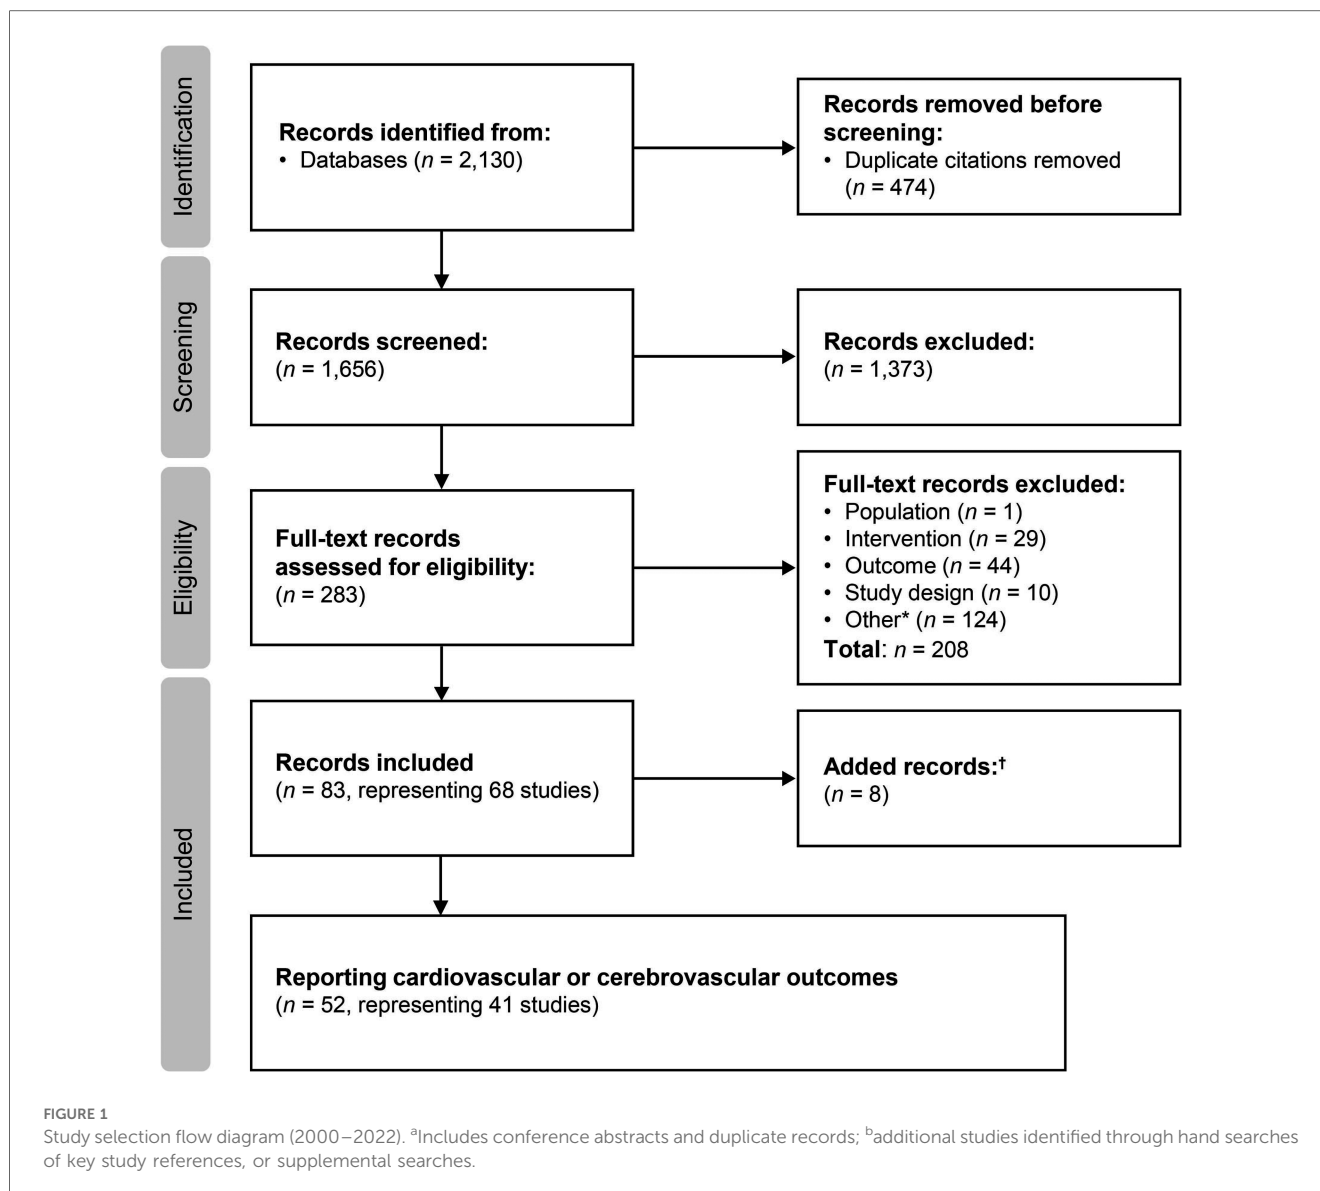 Identification
Records identified from:
• Databases (n = 2,130)
Records removed before
screening:
• Duplicate citations removed
(n = 474)
Screening
Records screened:
(n = 1,656)
Records excluded:
(n = 1,373)
Eligibility
Full-text records
assessed for eligibility:
(n = 283)
Full-text records excluded:
• Population (n = 1)
• Intervention (n = 29)
• Outcome (n = 44)
• Study design (n = 10)
• Other* (n = 124)
Total: n = 208
Included
Records included
(n = 83, representing 68 studies)
Added records:†
(n = 8)
Reporting cardiovascular or cerebrovascular outcomes
(n = 52, representing 41 studies)
FIGURE 1
Study selection flow diagram (2000–2022). ᵃIncludes conference abstracts and duplicate records; ᵇadditional studies identified through hand searches
of key study references, or supplemental searches.